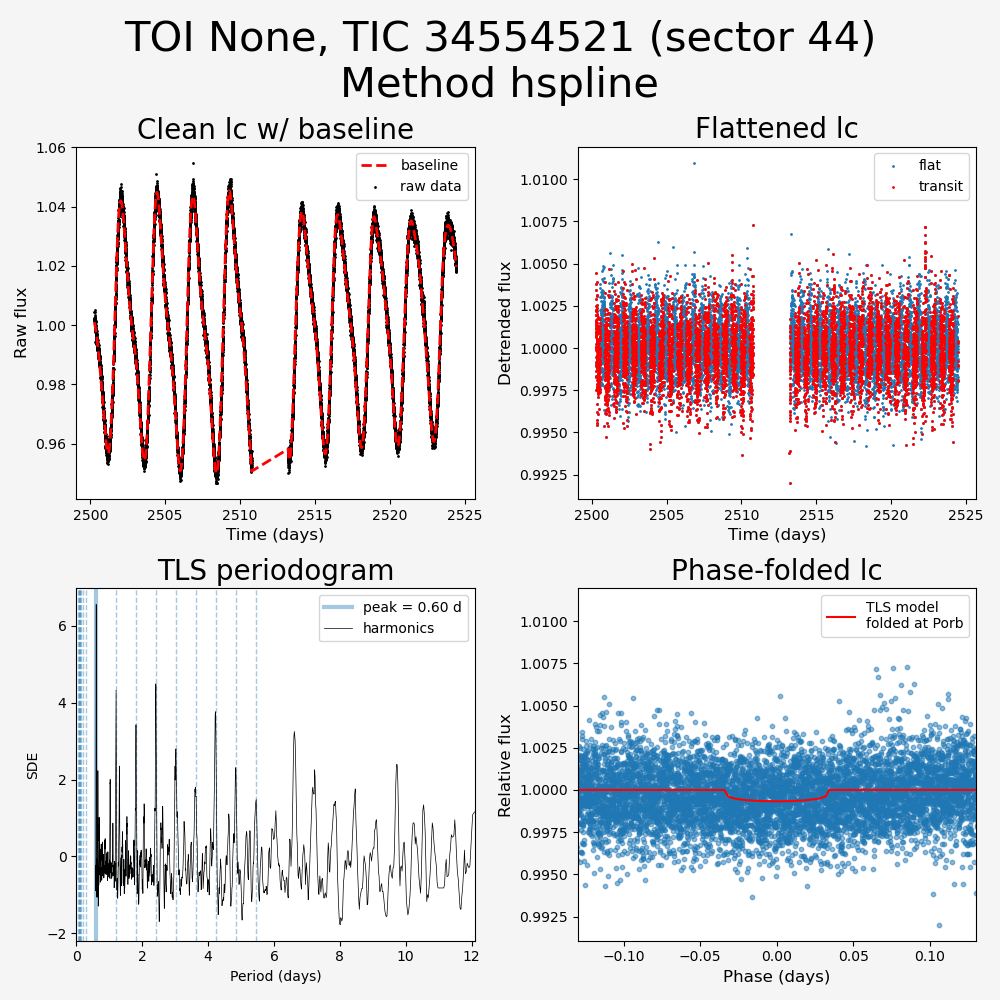 TOI None, TIC 34554521 (sector 44)
Method hspline
Clean lc w/ baseline
Flattened lc
1.06
1.04
1.02
1.00
0.98
0.96
Raw flux
baseline
raw data
2500
2505
2510
2515
2520
2525
Time (days)
1.0100
1.0075
1.0050
1.0025
1.0000
0.9975
0.9950
0.9925
Detrended flux
flat
transit
2500
2505
2510
2515
2520
2525
Time (days)
TLS periodogram
Phase-folded lc
6
4
2
0
−2
SDE
peak = 0.60 d
harmonics
0
2
4
6
8
10
12
Period (days)
1.0100
1.0075
1.0050
1.0025
1.0000
0.9975
0.9950
0.9925
Relative flux
TLS model
folded at Porb
−0.10
−0.05
0.00
0.05
0.10
Phase (days)